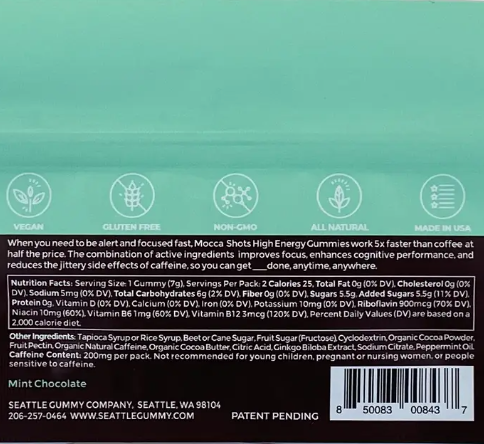 VEGAN GLUTEN FREE NON-GMO ALL NATURAL MADE IN USA
When you need to be alert and focused fast, Mocca Shots High Energy Gummies work 5x faster than coffee at
half the price. The combination of active ingredients improves focus, enhances cognitive performance, and
reduces the jittery side effects of caffeine, so you can get ___done, anytime, anywhere.
Nutrition Facts: Serving Size: 1 Gummy (7g), Servings Per Pack: 2 Calories 25, Total Fat 0g (0% DV), Cholesterol 0g (0%
DV), Sodium 5mg (0% DV), Total Carbohydrates 6g (2% DV), Fiber 0g (0% DV), Sugars 5.5g, Added Sugars 5.5g (11% DV),
Protein 0g, Vitamin D (0% DV), Calcium (0% DV), Iron (0% DV), Potassium 10mg (0% DV), Riboflavin 900mcg (70% DV),
Niacin 10mg (60%), Vitamin B6 1mg (60% DV), Vitamin B12 3mcg (120% DV), Percent Daily Values (DV) are based on a
2,000 calorie diet.
Other Ingredients: Tapioca Syrup or Rice Syrup, Beet or Cane Sugar, Fruit Sugar (Fructose), Cyclodextrin, Organic Cocoa Powder,
Fruit Pectin, Organic Natural Caffeine, Organic Cocoa Butter, Citric Acid, Ginkgo Biloba Extract, Sodium Citrate, Peppermint Oil.
Caffeine Content: 200mg per pack. Not recommended for young children, pregnant or nursing women, or people
sensitive to caffeine.
Mint Chocolate
SEATTLE GUMMY COMPANY, SEATTLE, WA 98104
206-257-0464 WWW.SEATTLEGUMMY.COM PATENT PENDING
8 50083 00843 7